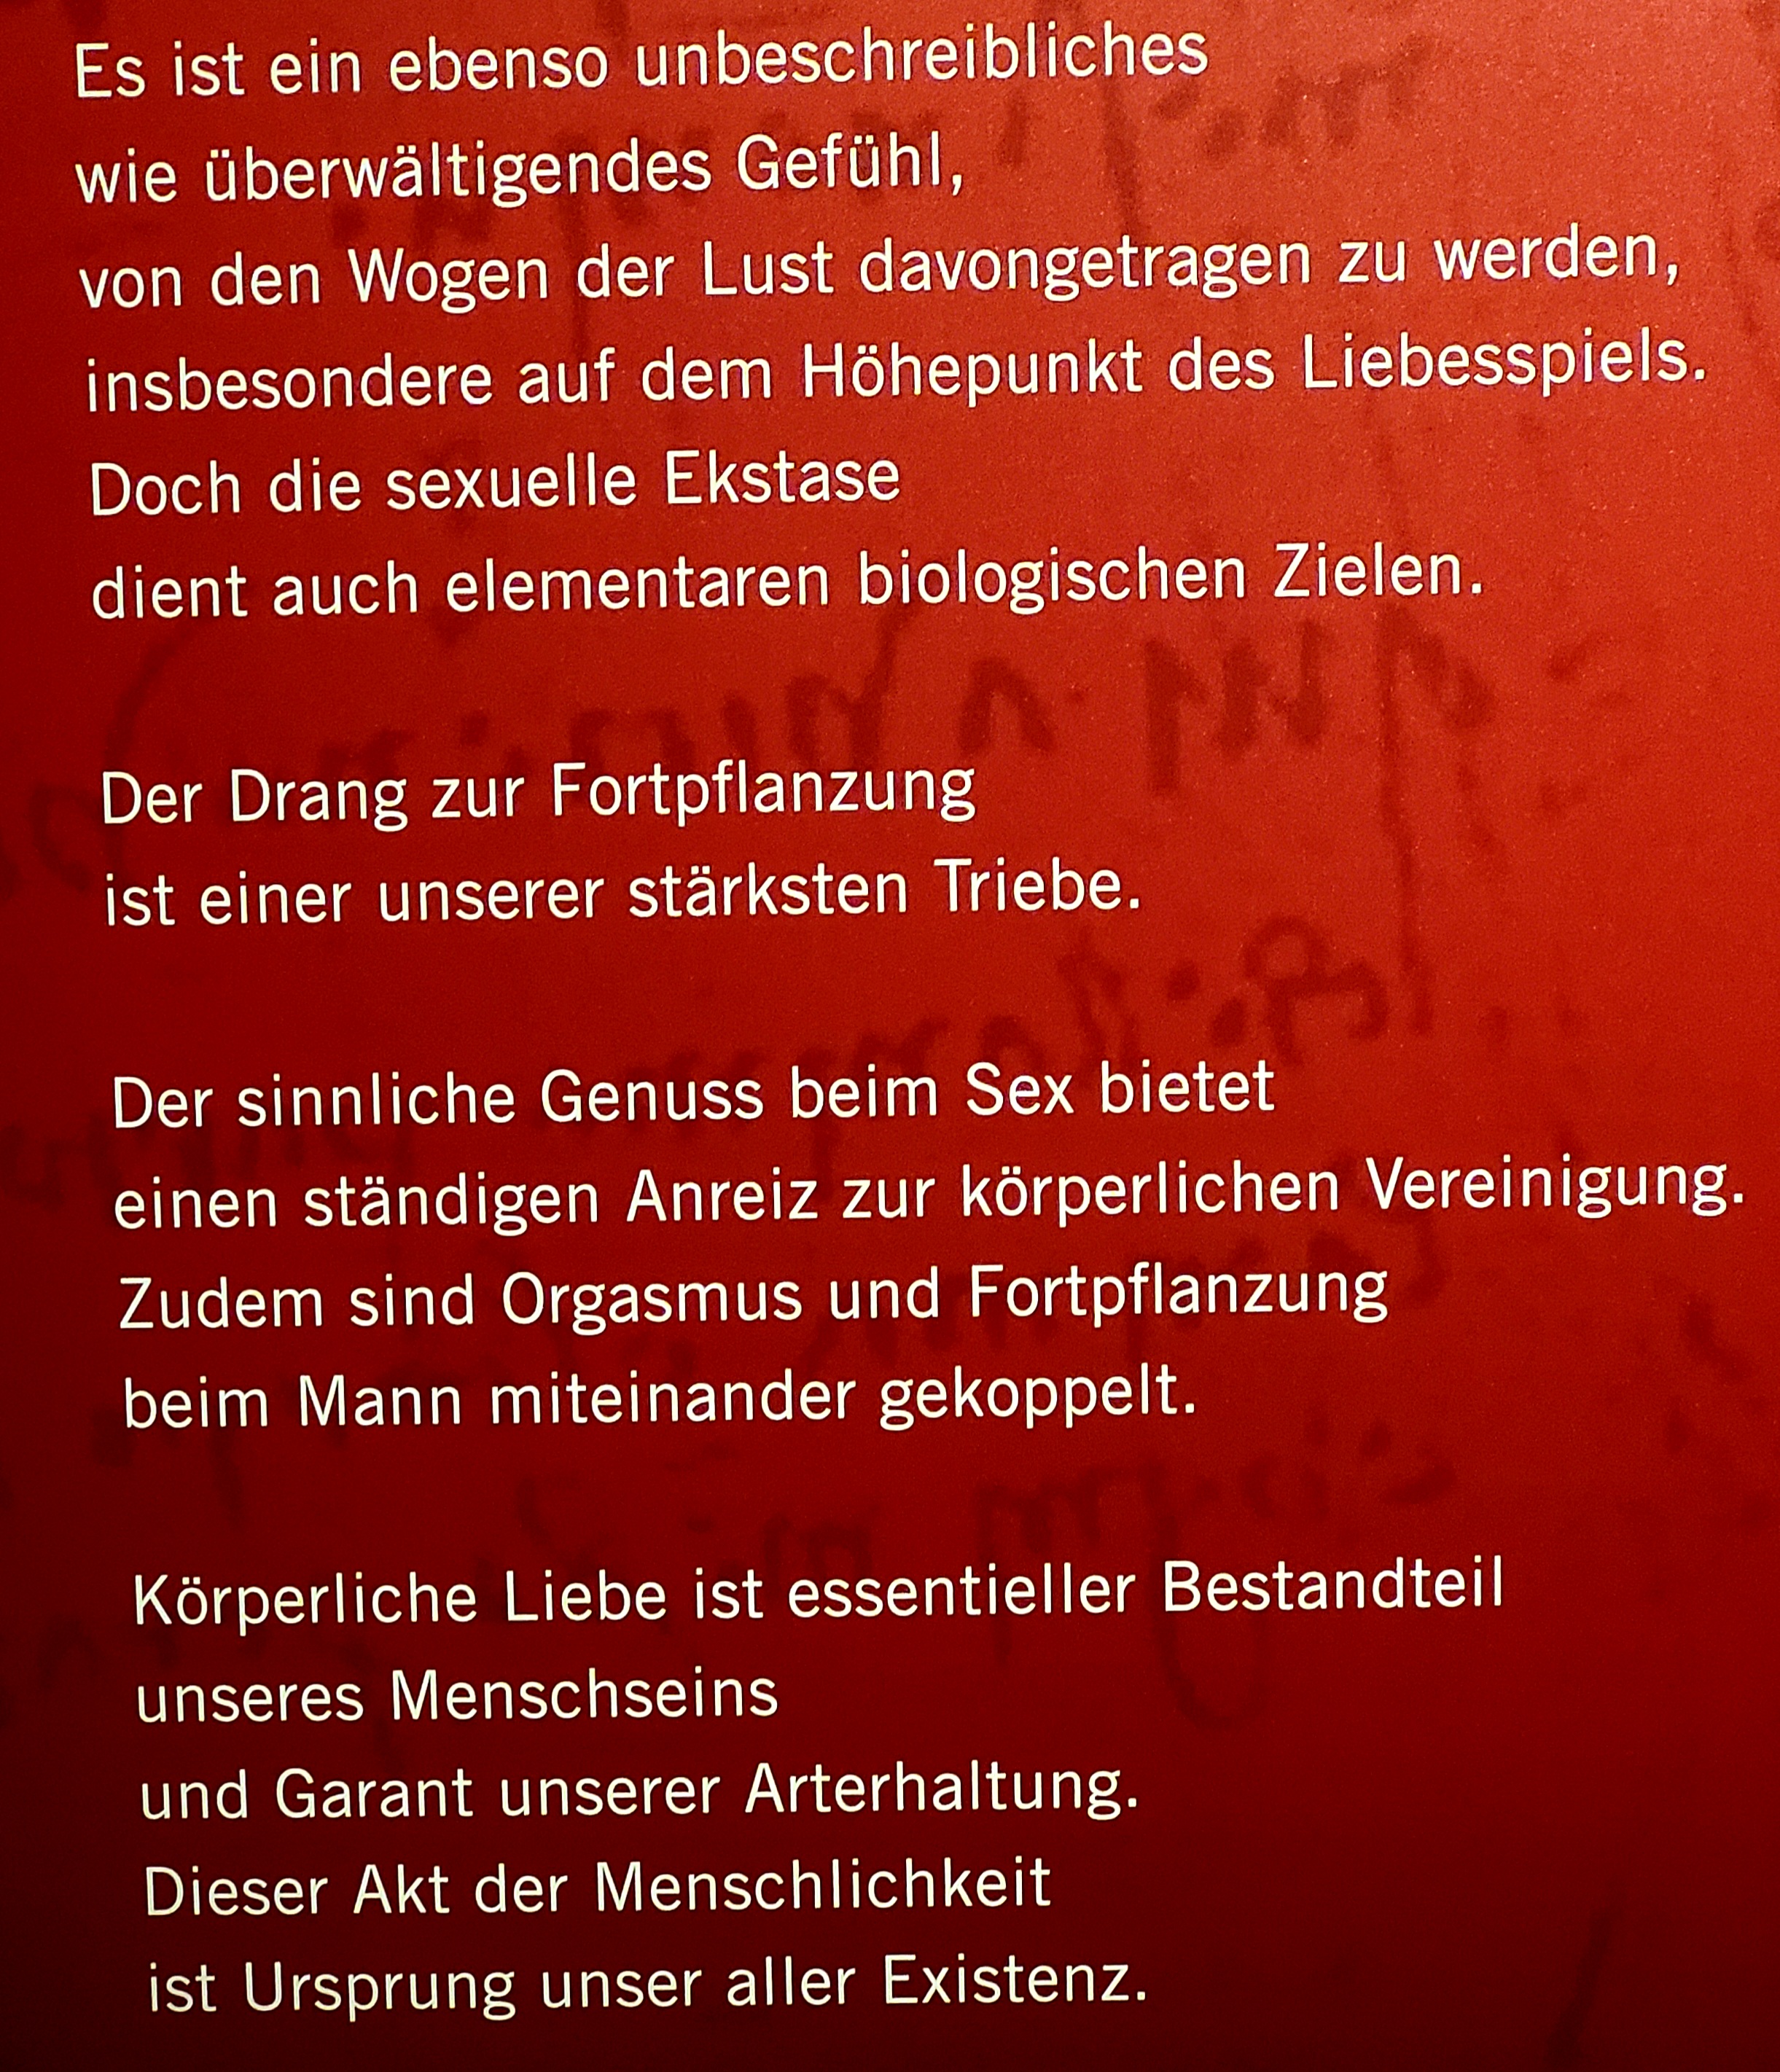 Es ist ein ebenso unbeschreibliches
wie überwältigendes Gefühl,
von den Wogen der Lust davongetragen zu werden,
insbesondere auf dem Höhepunkt des Liebesspiels.
Doch die sexuelle Ekstase
dient auch elementaren biologischen Zielen.
Der Drang zur Fortpflanzung
ist einer unserer stärksten Triebe.
Der sinnliche Genuss beim Sex bietet
einen ständigen Anreiz zur körperlichen Vereinigung.
Zudem sind Orgasmus und Fortpflanzung
beim Mann miteinander gekoppelt.
Körperliche Liebe ist essentieller Bestandteil
unseres Menschseins
und Garant unserer Arterhaltung.
Dieser Akt der Menschlichkeit
ist Ursprung unser aller Existenz.